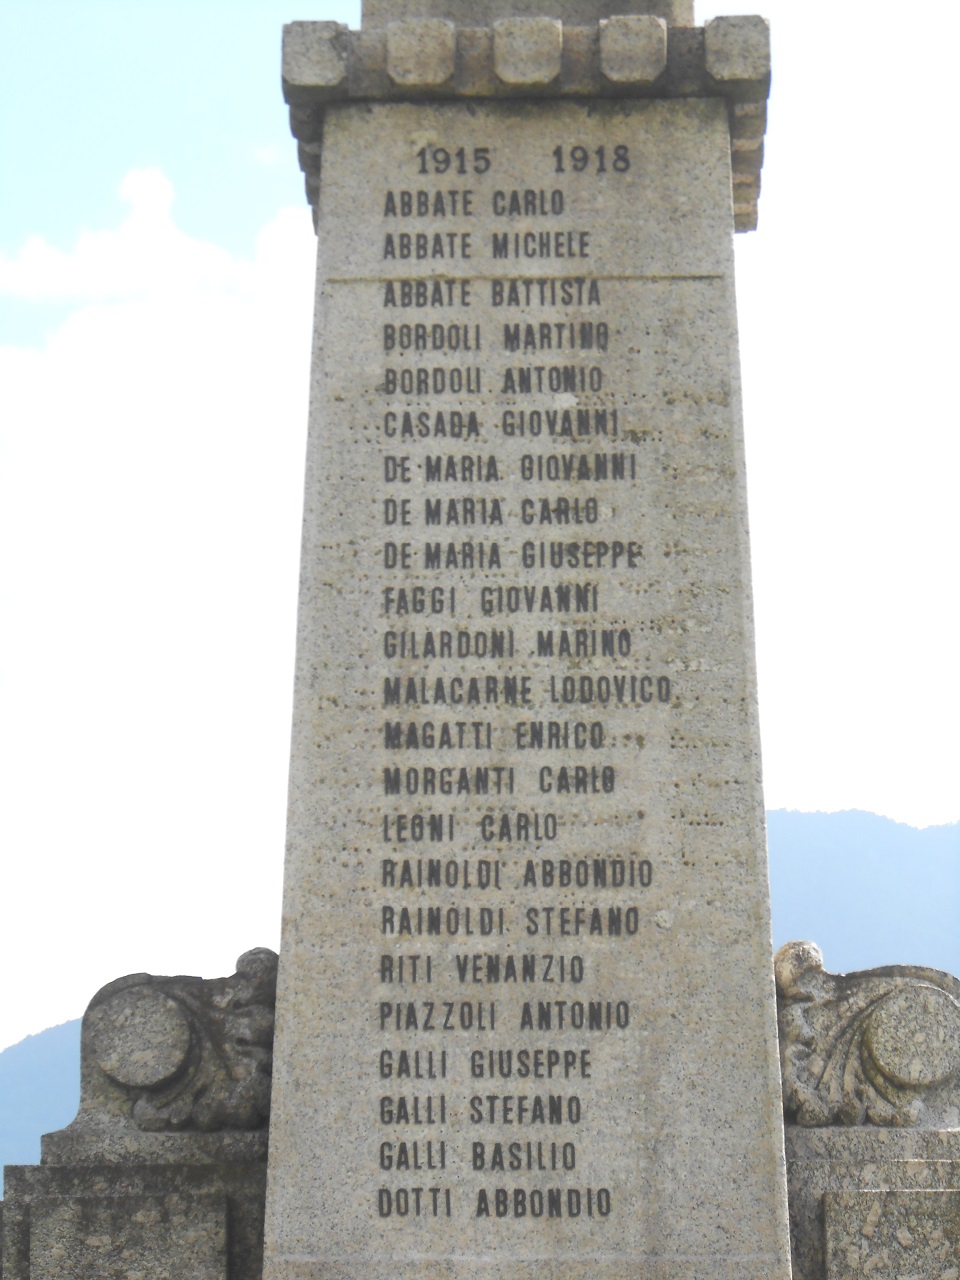 1915 1918
ABBATE CARLO
ABBATE MICHELE
ABBATE BATTISTA
BORDOLI MARTINO
BORDOLI ANTONIO
CASADA GIOVANNI
DE MARIA GIOVANNI
DE MARIA CARLO
DE MARIA GIUSEPPE
FAGGI GIOVANNI
GILARDONI MARINO
MALACARNE LODOVICO
MAGATTI ENRICO
MORGANTI CARLO
LEONI CARLO
RAINOLDI ABBONDIO
RAINOLDI STEFANO
RITI VENANZIO
PIAZZOLI ANTONIO
GALLI GIUSEPPE
GALLI STEFANO
GALLI BASILIO
DOTTI ABBONDIO